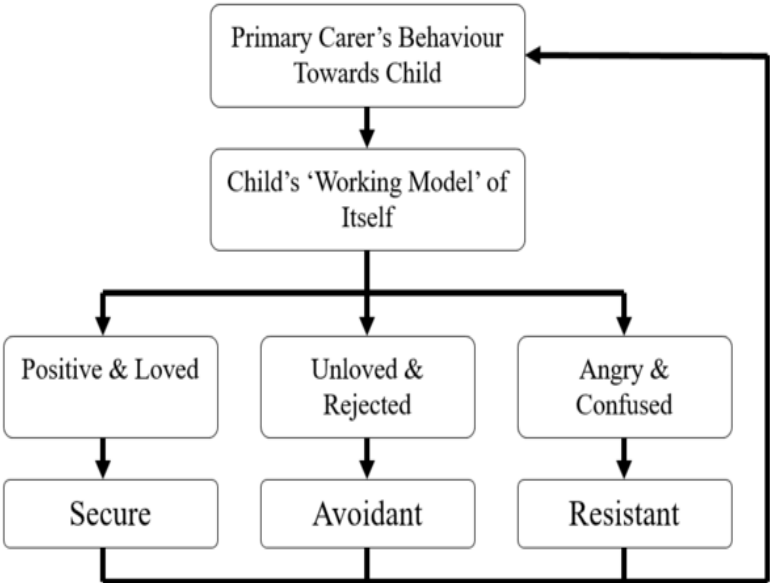 Primary Carer’s Behaviour
Towards Child
Child’s ‘Working Model’ of
Itself
Positive & Loved
Unloved &
Rejected
Angry &
Confused
Secure
Avoidant
Resistant